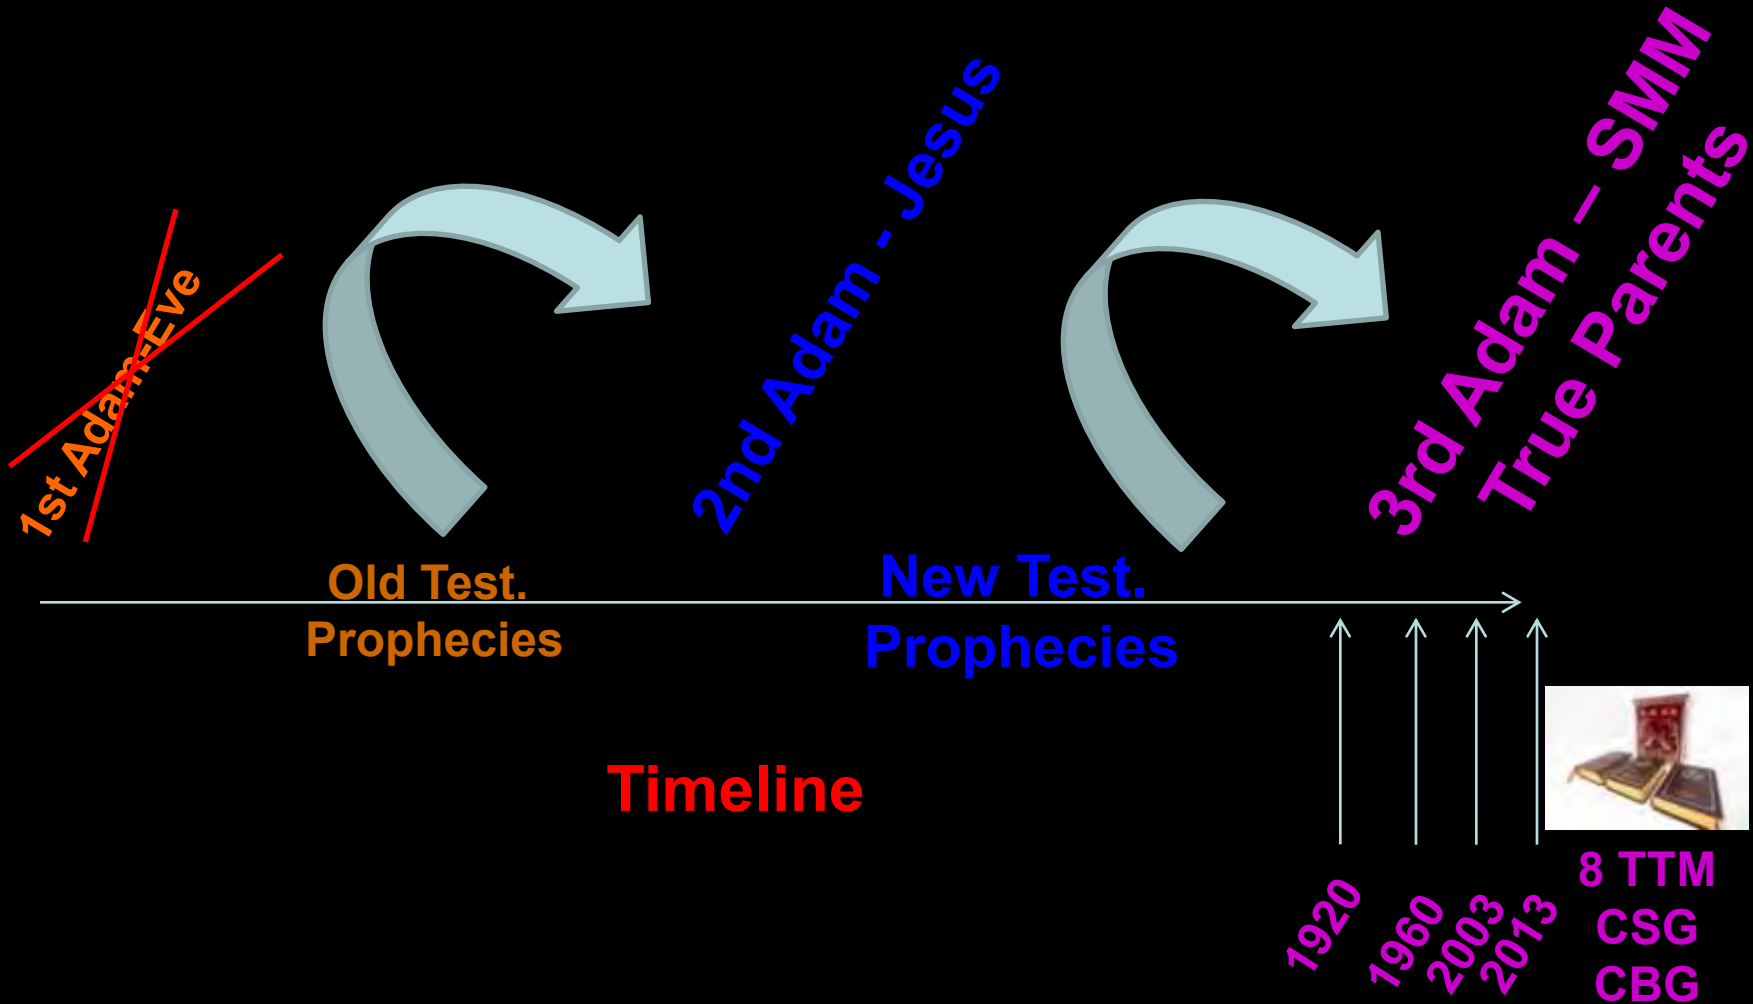 1st Adam-Eve
2nd Adam - Jesus
3rd Adam – SMM
True Parents
Old Test.
Prophecies
New Test.
Prophecies
Timeline
1920
1960
2003
2013
8 TTM
CSG
CBG